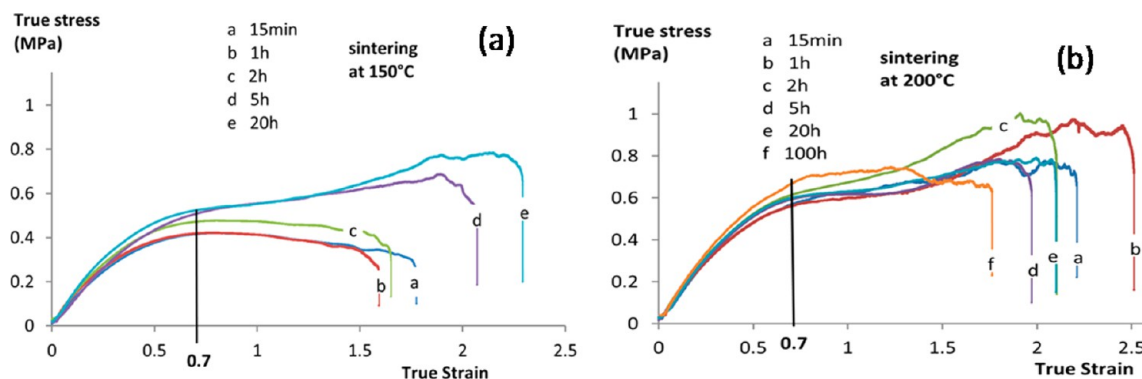 True stress
(MPa)
a 15min
b 1h
c 2h
d 5h
e 20h
sintering
at 150°C
(a)
1
0.8
0.6
0.4
0.2
0
c
b
a
d
e
0
0.5
0.7
1
1.5
2
2.5
True Strain
True stress
(MPa)
a 15min
b 1h
c 2h
d 5h
e 20h
f 100h
sintering
at 200°C
(b)
1
0.8
0.6
0.4
0.2
0
c
f
d
e
a
b
0
0.5
0.7
1
1.5
2
2.5
True Strain